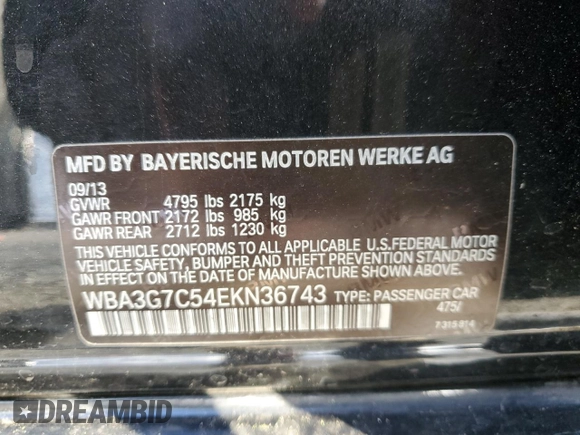 MFD BY BAYERISCHE MOTOREN WERKE AG
09/13
GVWR 4795 lbs 2175 kg
GAWR FRONT 2172 lbs 985 kg
GAWR REAR 2712 lbs 1230 kg
THIS VEHICLE CONFORMS TO ALL APPLICABLE U.S.FEDERAL MOTOR
VEHICLE SAFETY, BUMPER AND THEFT PREVENTION STANDARDS
IN EFFECT ON THE DATE OF MANUFACTURE SHOWN ABOVE.
WBA3G7C54EKN36743 TYPE: PASSENGER CAR
475/
DREAMBID